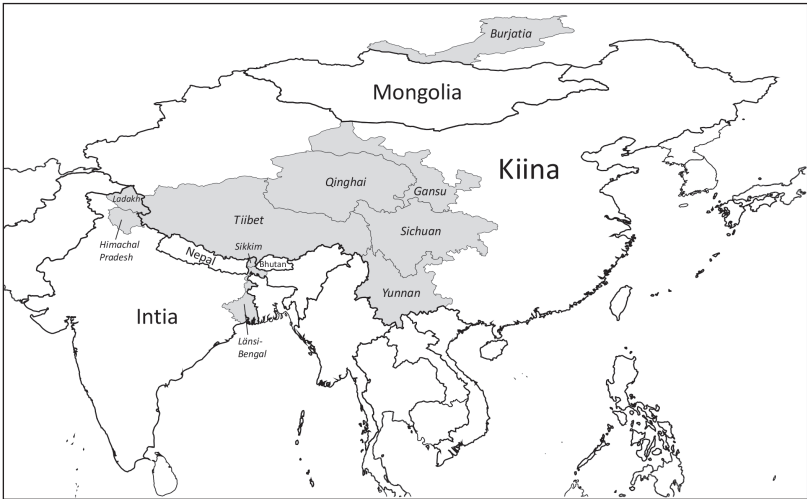 Burjatia
Mongolia
Kiina
Qinghai
Gansu
Ladakh
Tiibet
Sichuan
Himachal
Pradesh
Sikkim
Nepal
Bhutan
Yunnan
Intia
Länsi-
Bengal